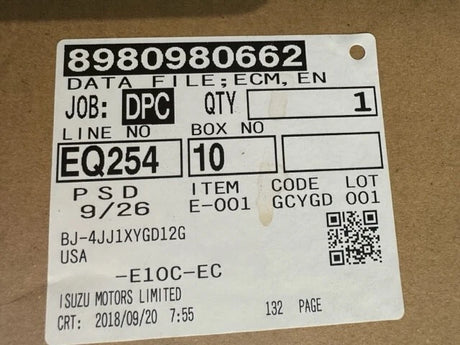 8980980662
DATA FILE;ECM,EN
JOB: DPC QTY 1
LINE NO BOX NO
EQ254 10
PSD ITEM CODE LOT
9/26 E-001 GCYGD 001
BJ-4JJ1XYGD12G
USA
-E10C-EC
ISUZU MOTORS LIMITED
CRT: 2018/09/20 7:55 132 PAGE